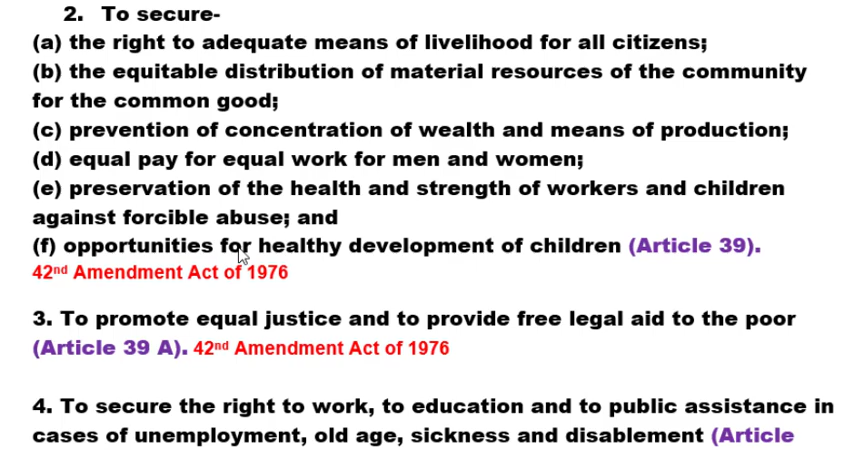 2. To secure-
(a) the right to adequate means of livelihood for all citizens;
(b) the equitable distribution of material resources of the community
for the common good;
(c) prevention of concentration of wealth and means of production;
(d) equal pay for equal work for men and women;
(e) preservation of the health and strength of workers and children
against forcible abuse; and
(f) opportunities for healthy development of children (Article 39).
42nd Amendment Act of 1976
3. To promote equal justice and to provide free legal aid to the poor
(Article 39 A). 42nd Amendment Act of 1976
4. To secure the right to work, to education and to public assistance in
cases of unemployment, old age, sickness and disablement (Article